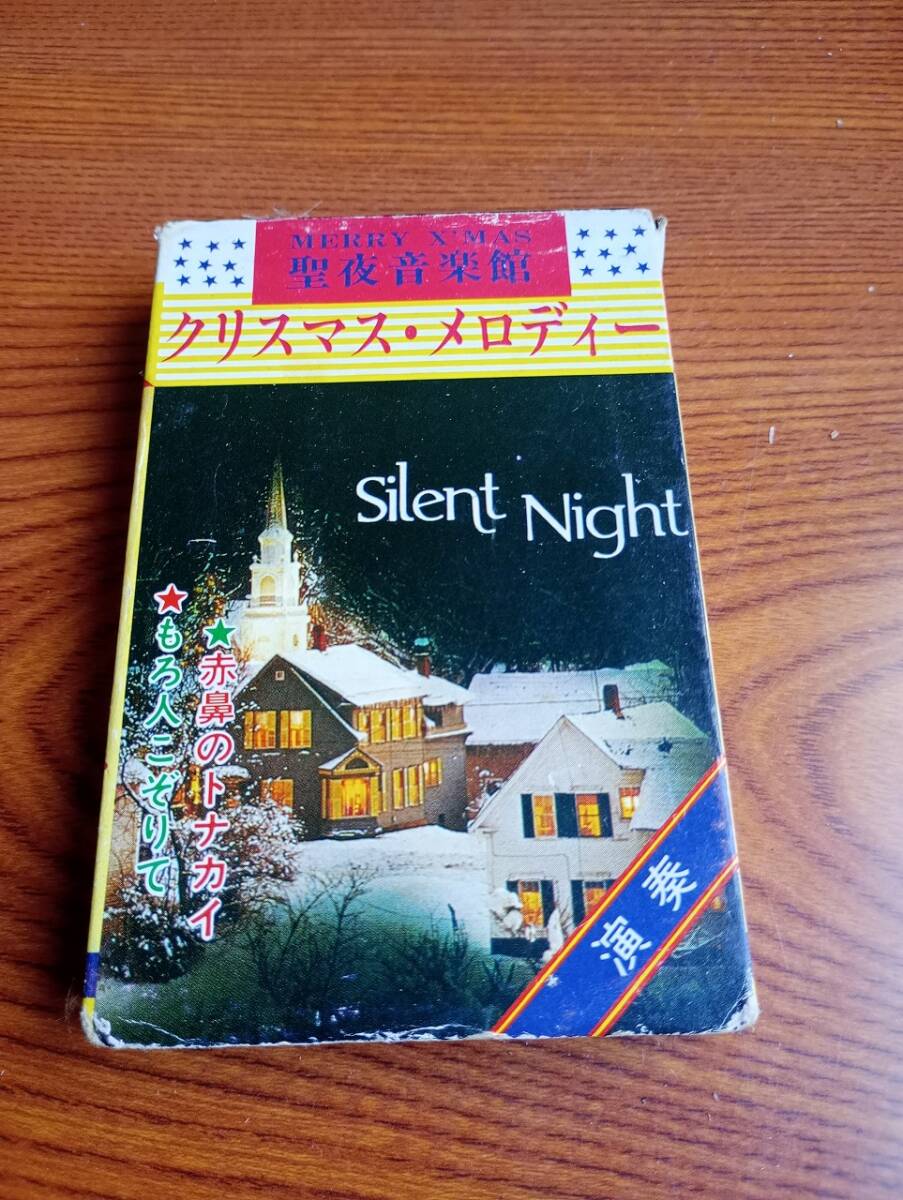 MERRY X'MAS
聖夜音楽館
クリスマス・メロディー
Silent Night
★赤鼻のトナカイ
★もろ人こぞりて
演奏